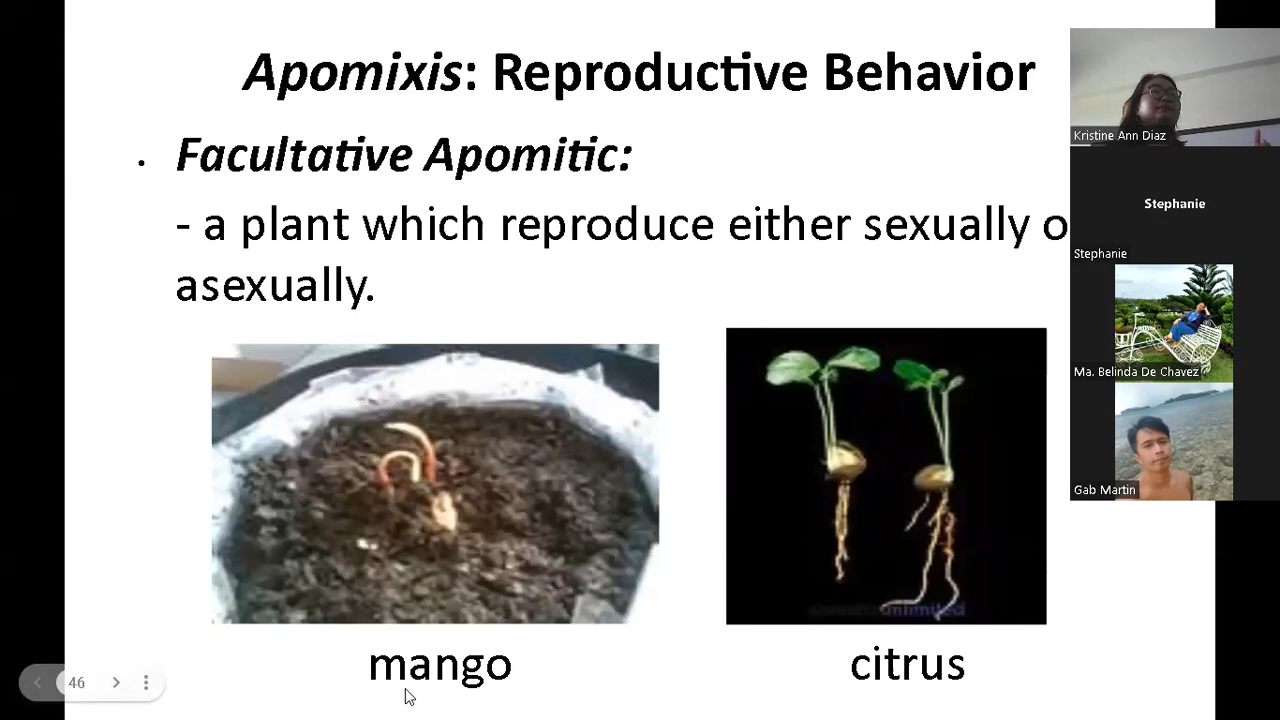 Apomixis: Reproductive Behavior
• Facultative Apomitic:
- a plant which reproduce either sexually o
asexually.
mango
citrus
46
Kristine Ann Diaz
Stephanie
Stephanie
Ma. Belinda De Chavez
Gab Martin
unlimited